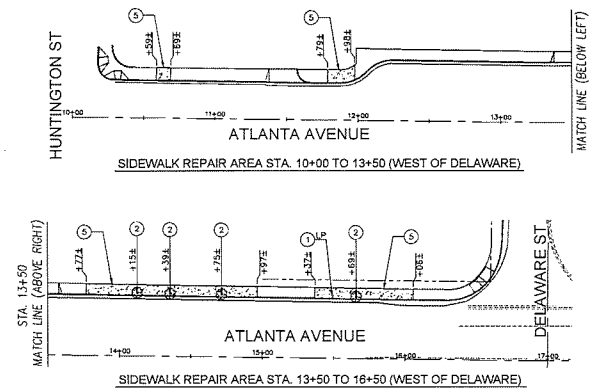 HUNTINGTON ST
5
5
+59±
+69±
+79±
+98±
10+00
11+00
12+00
13+00
ATLANTA AVENUE
MATCH LINE (BELOW LEFT)
SIDEWALK REPAIR AREA STA. 10+00 TO 13+50 (WEST OF DELAWARE)
STA. 13+50
MATCH LINE (ABOVE RIGHT)
5
2
2
2
1
LP
2
5
+77±
+15±
+39±
+75±
+97±
+37±
+69±
+06±
DELAWARE ST
ATLANTA AVENUE
14+00
15+00
16+00
17+00
SIDEWALK REPAIR AREA STA. 13+50 TO 16+50 (WEST OF DELAWARE)